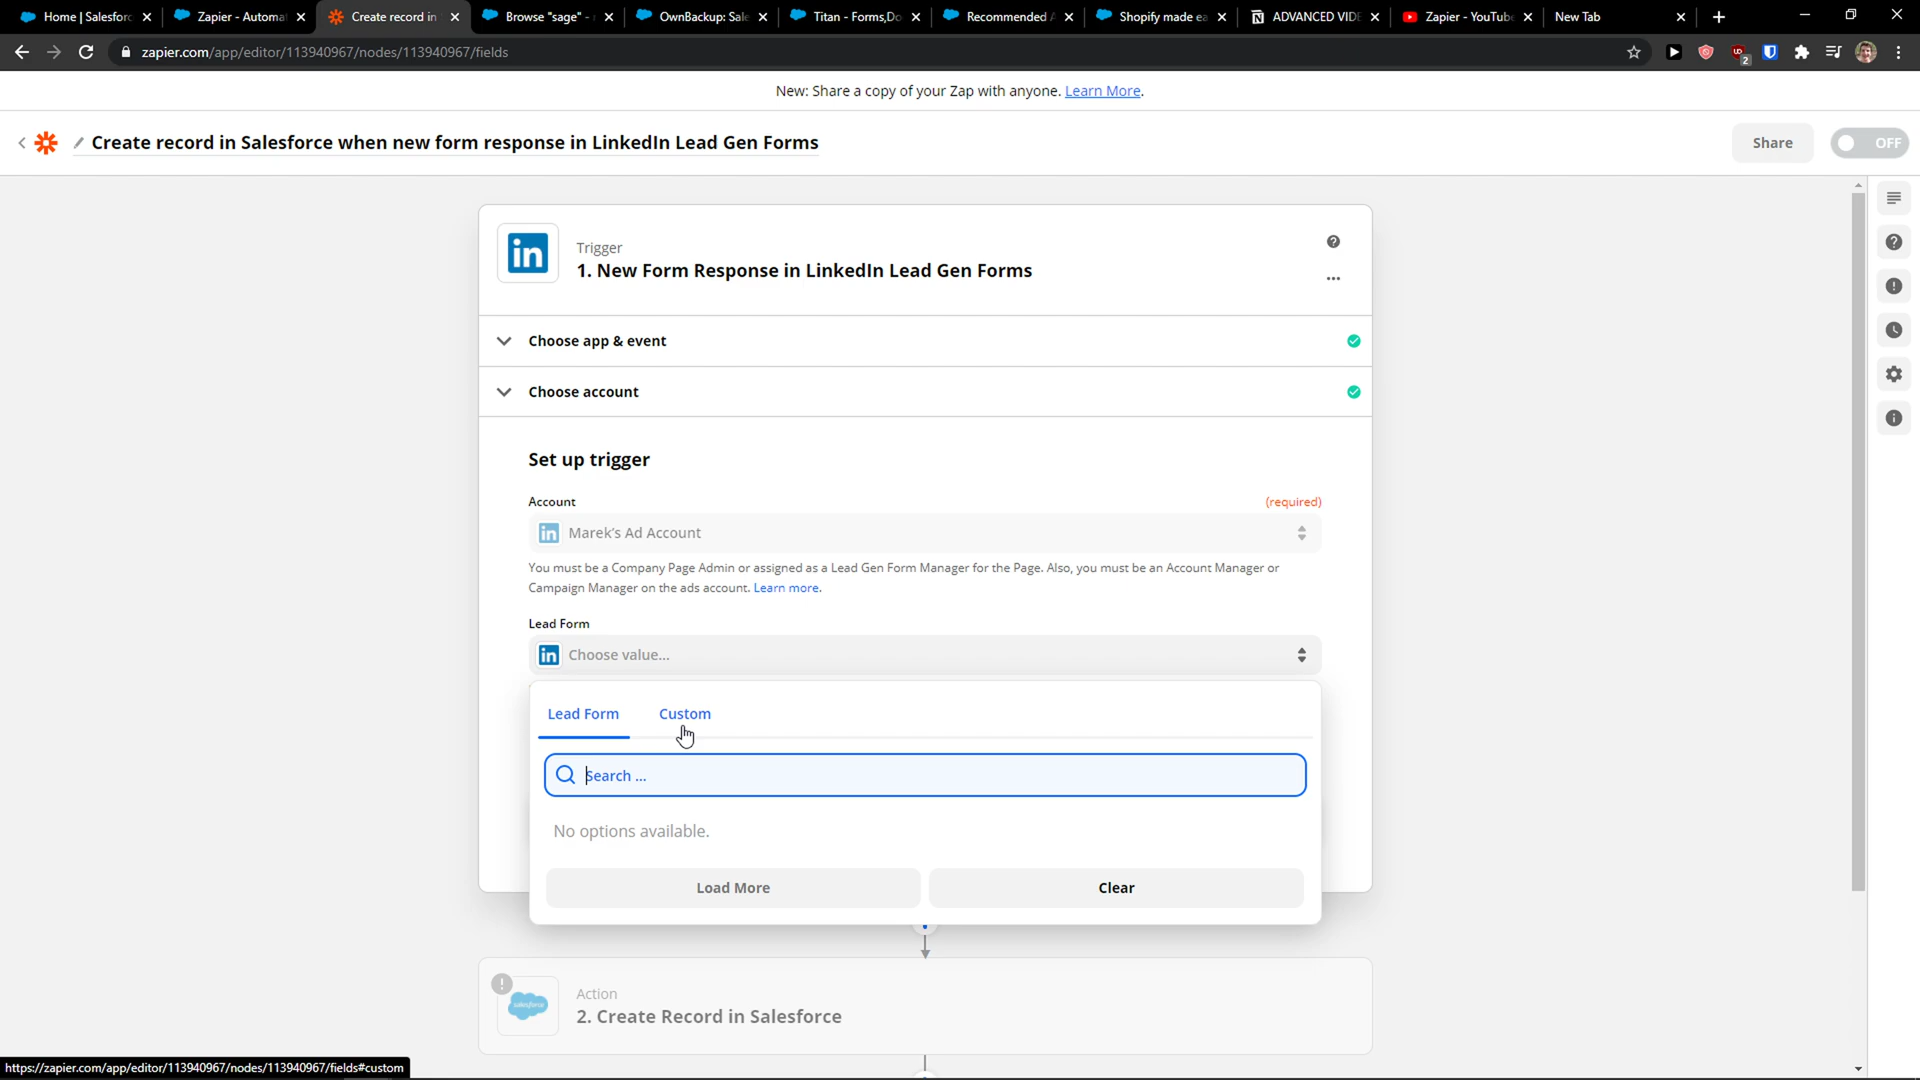 Home | Salesforc
Zapier - Automat
Create record in
Browse "sage" -
OwnBackup: Sale
Titan - Forms,Do
Recommended A
Shopify made ea
ADVANCED VIDE
Zapier - YouTube
New Tab
zapier.com/app/editor/113940967/nodes/113940967/fields
2
New: Share a copy of your Zap with anyone. Learn More.
Create record in Salesforce when new form response in LinkedIn Lead Gen Forms
Share
OFF
Trigger
1. New Form Response in LinkedIn Lead Gen Forms
Choose app & event
Choose account
Set up trigger
Account
(required)
Marek's Ad Account
You must be a Company Page Admin or assigned as a Lead Gen Form Manager for the Page. Also, you must be an Account Manager or
Campaign Manager on the ads account. Learn more.
Lead Form
Choose value...
Lead Form
Custom
Search ...
No options available.
Load More
Clear
Action
2. Create Record in Salesforce
https://zapier.com/app/editor/113940967/nodes/113940967/fields#custom